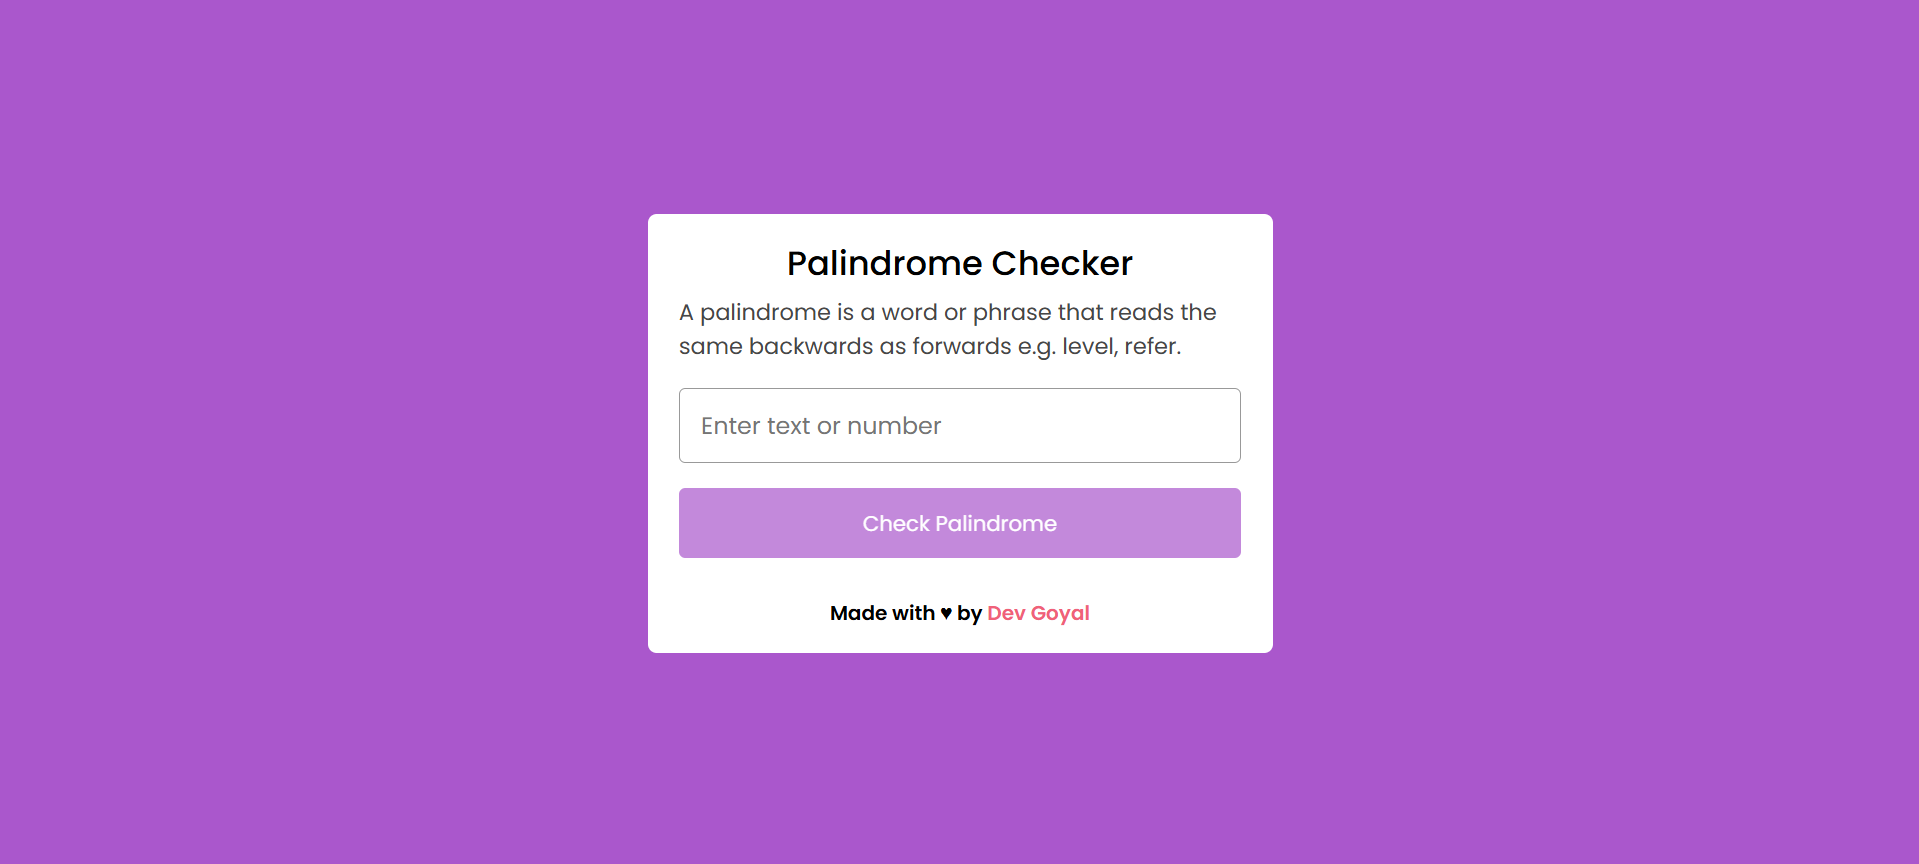 Palindrome Checker
A palindrome is a word or phrase that reads the
same backwards as forwards e.g. level, refer.
Enter text or number
Check Palindrome
Made with ♥ by Dev Goyal